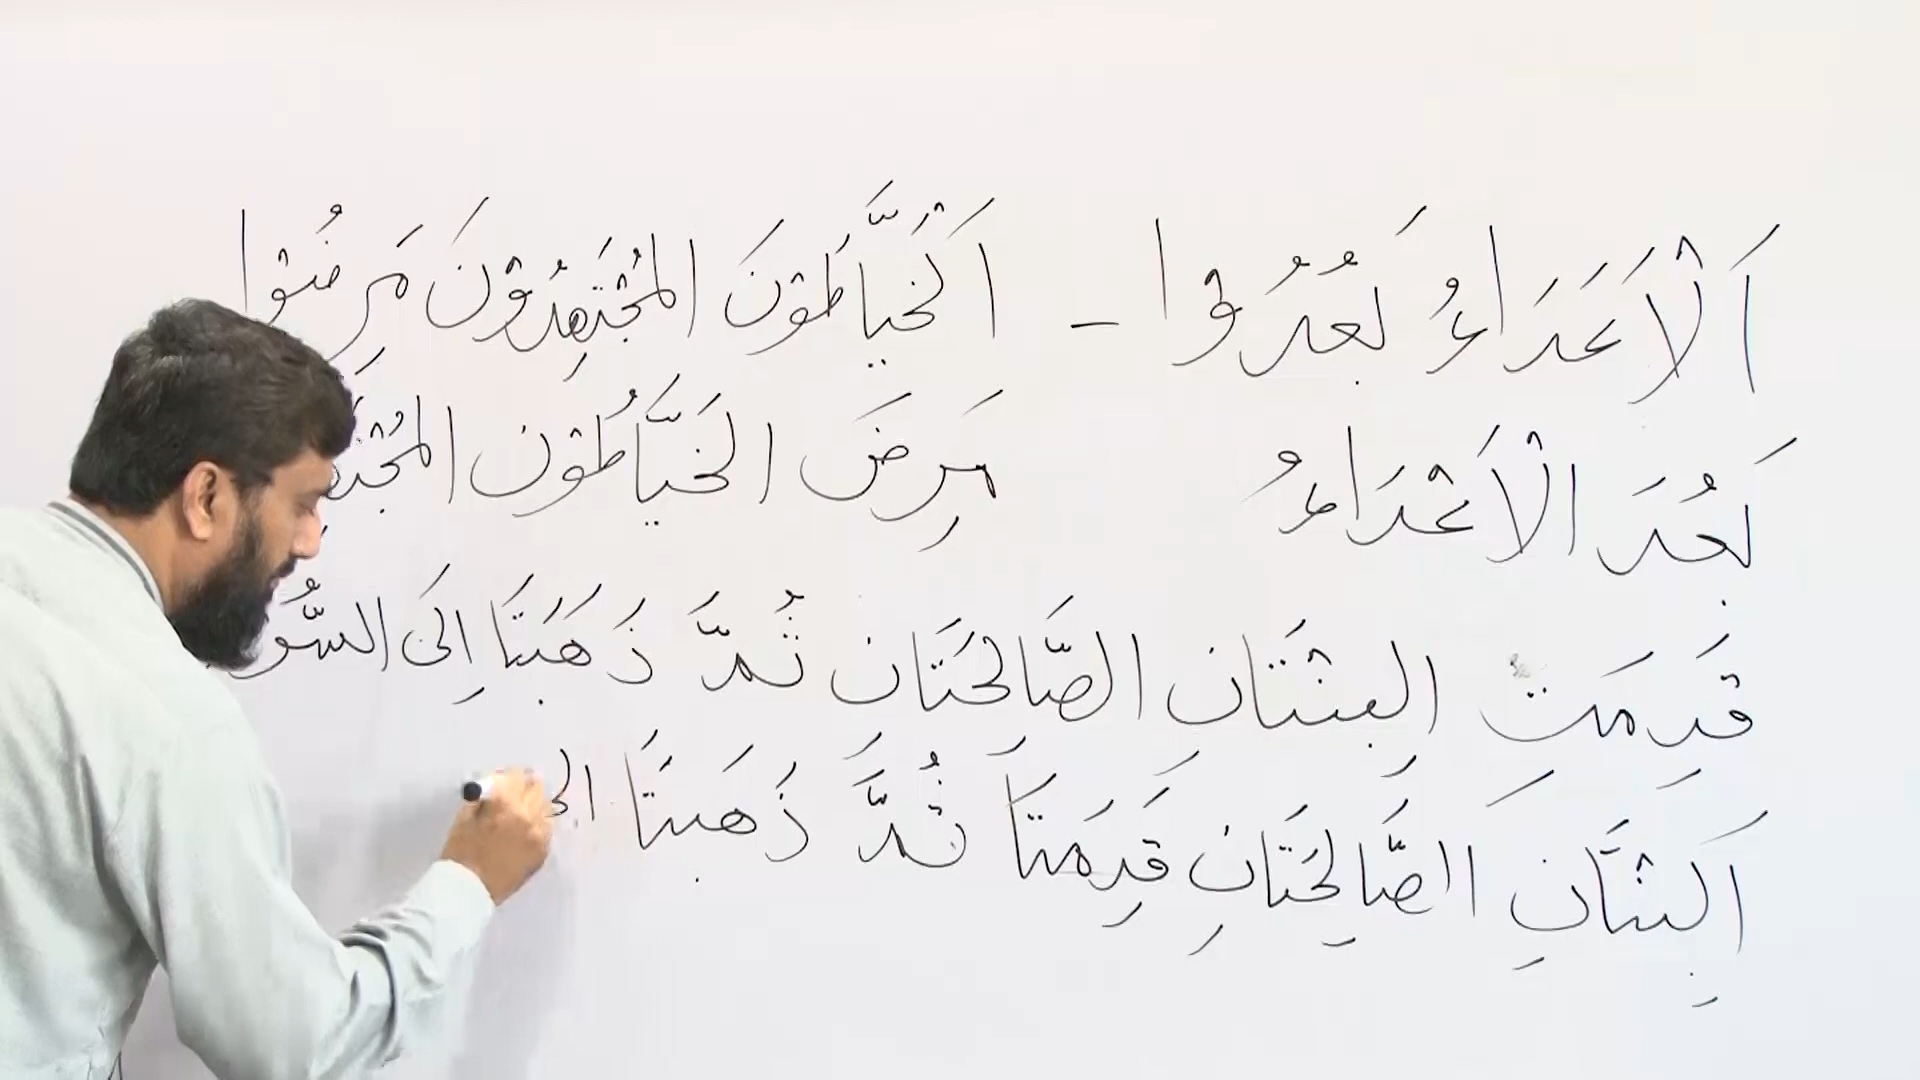 اَلْاَعْدَاءُ بَعُدُوْا - اَلْخَيَّاطُوْنَ الْمُجْتَهِدُوْنَ مَرِضُوْا
بَعُدَ الْاَعْدَاءُ مَرِضَ الْخَيَّاطُوْنَ
قَدِمَتِ الْبِنْتَانِ الصَّالِحَتَانِ ثُمَّ ذَهَبَتَا اِلَى
اَلْبِنْتَانِ الصَّالِحَتَانِ قَدِمَتَا ثُمَّ ذَهَبَتَا